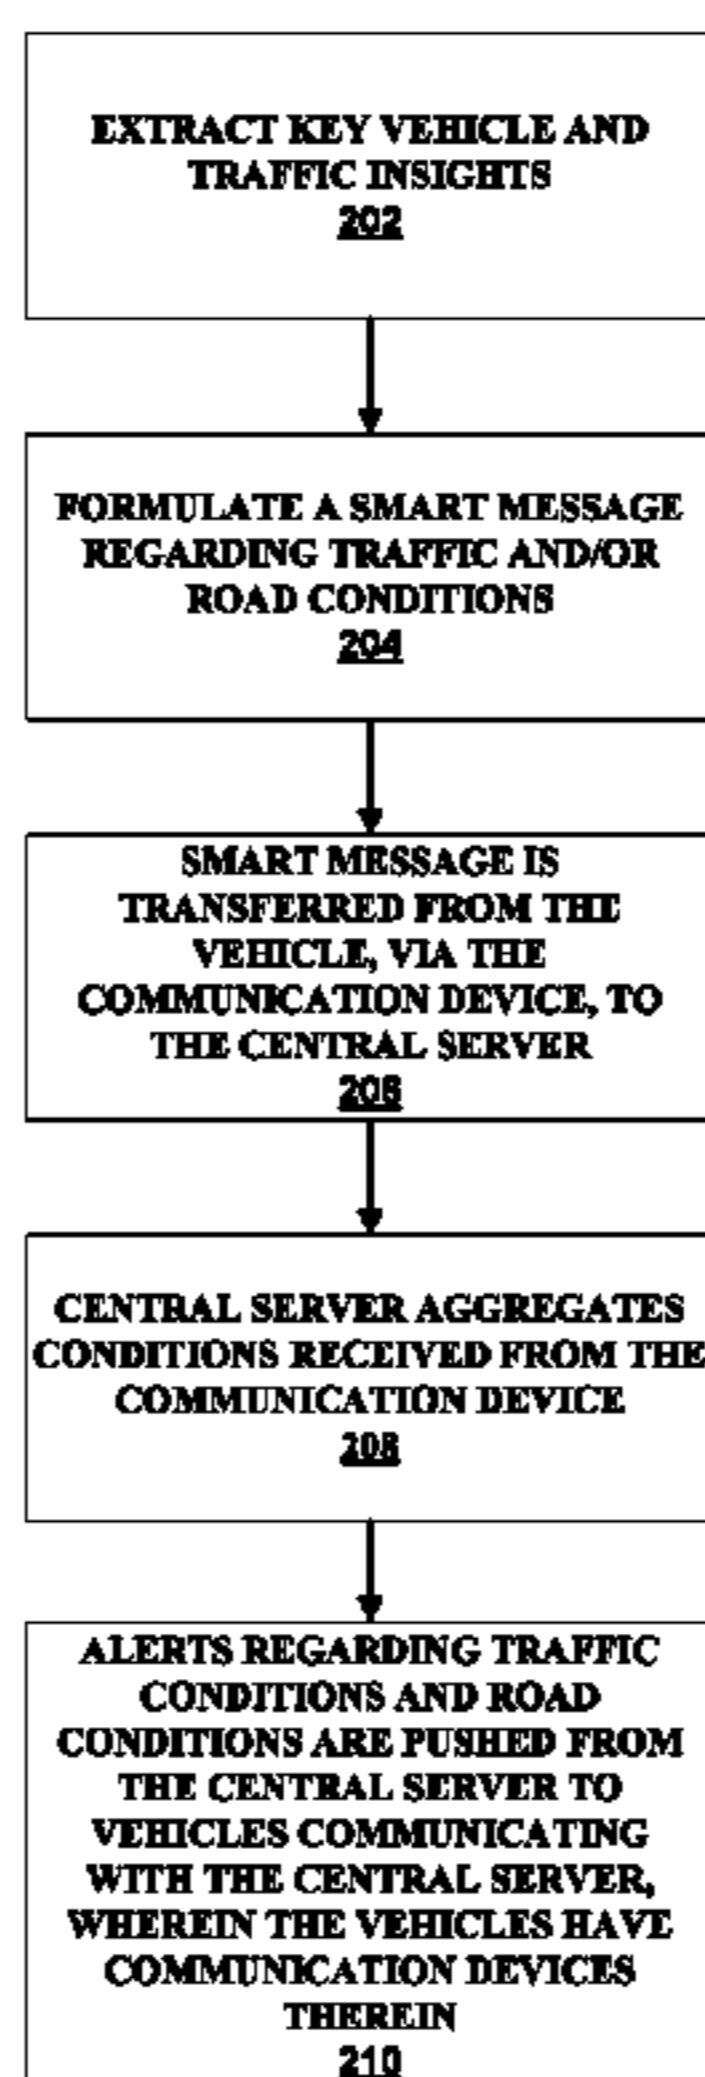 EXTRACT KEY VEHICLE AND
TRAFFIC INSIGHTS
202
FORMULATE A SMART MESSAGE
REGARDING TRAFFIC AND/OR
ROAD CONDITIONS
204
SMART MESSAGE IS
TRANSFERRED FROM THE
VEHICLE, VIA THE
COMMUNICATION DEVICE, TO
THE CENTRAL SERVER
206
CENTRAL SERVER AGGREGATES
CONDITIONS RECEIVED FROM THE
COMMUNICATION DEVICE
208
ALERTS REGARDING TRAFFIC
CONDITIONS AND ROAD
CONDITIONS ARE PUSHED FROM
THE CENTRAL SERVER TO
VEHICLES COMMUNICATING
WITH THE CENTRAL SERVER,
WHEREIN THE VEHICLES HAVE
COMMUNICATION DEVICES
THEREIN
210